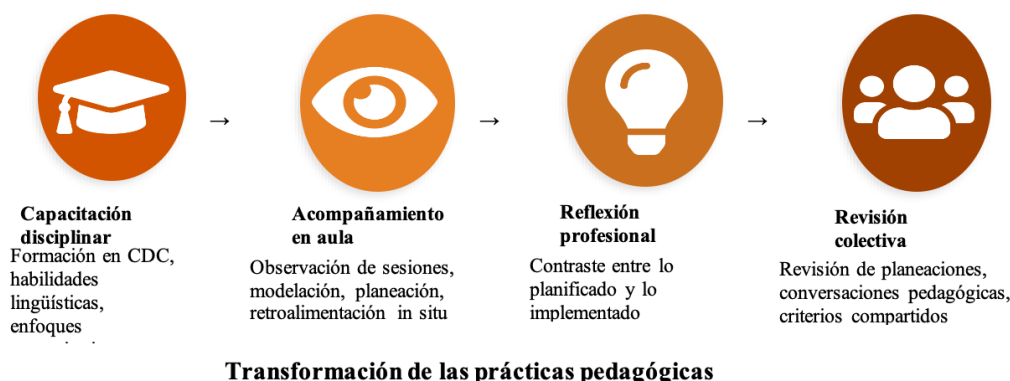 → → →
Capacitación
disciplinar
Formación en CDC,
habilidades
lingüísticas,
enfoques
Acompañamiento
en aula
Observación de sesiones,
modelación, planeación,
retroalimentación in situ
Reflexión
profesional
Contraste entre lo
planificado y lo
implementado
Revisión
colectiva
Revisión de planeaciones,
conversaciones pedagógicas,
criterios compartidos
Transformación de las prácticas pedagógicas